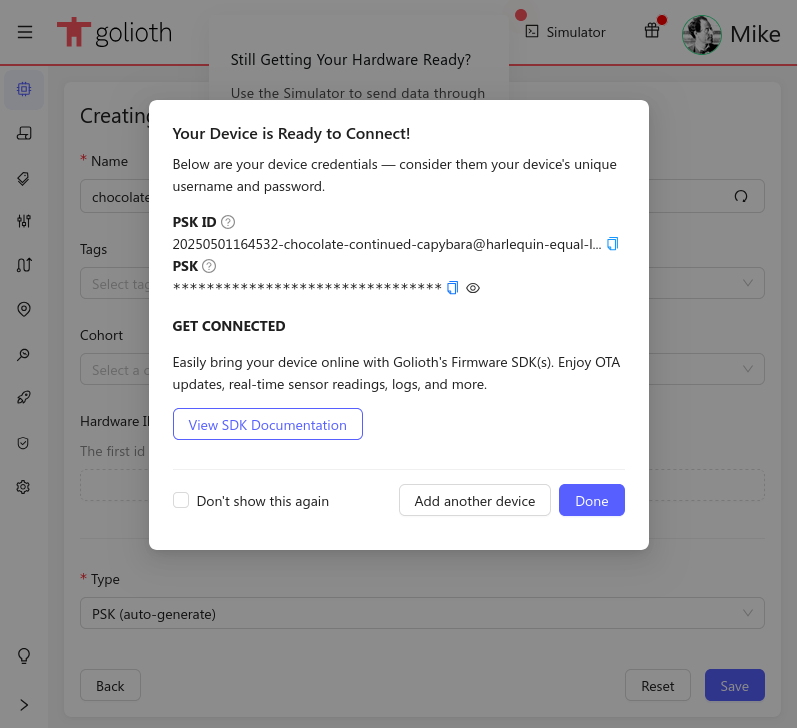 golioth
Simulator
Mike
Still Getting Your Hardware Ready?
Use the Simulator to send data through
Creating
Your Device is Ready to Connect!
Below are your device credentials — consider them your device's unique
username and password.
* Name
chocolate
PSK ID
20250501164532-chocolate-continued-capybara@harlequin-equal-l...
PSK
********************************
Tags
Select tag
GET CONNECTED
Cohort
Easily bring your device online with Golioth's Firmware SDK(s). Enjoy OTA
updates, real-time sensor readings, logs, and more.
Select a c
View SDK Documentation
Hardware I
The first id
Don't show this again
Add another device
Done
* Type
PSK (auto-generate)
Back
Reset
Save